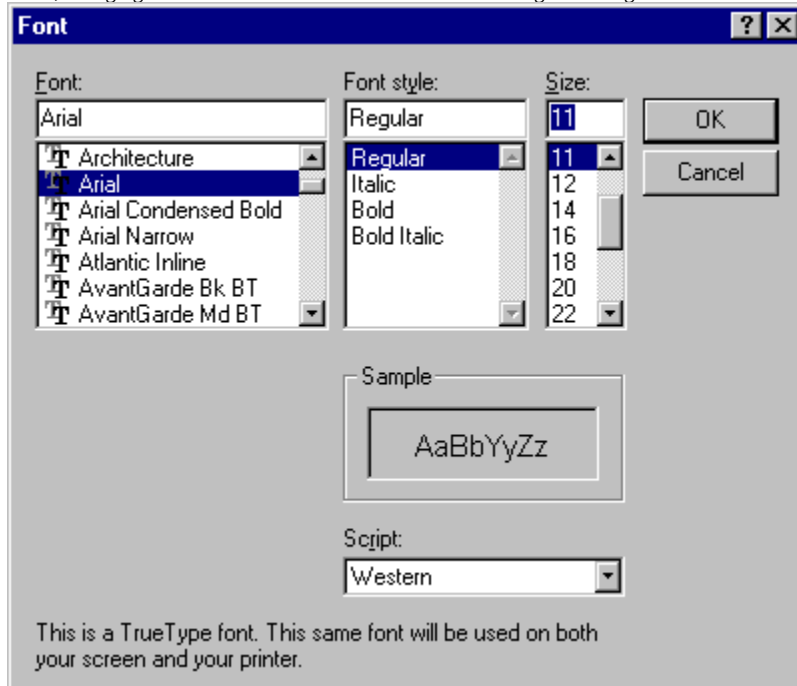 Font
Font:
Arial
Architecture
Arial
Arial Condensed Bold
Arial Narrow
Atlantic Inline
AvantGarde Bk BT
AvantGarde Md BT
Font style:
Regular
Regular
Italic
Bold
Bold Italic
Size:
11
11
12
14
16
18
20
22
OK
Cancel
Sample
AaBbYyZz
Script:
Western
This is a TrueType font. This same font will be used on both
your screen and your printer.